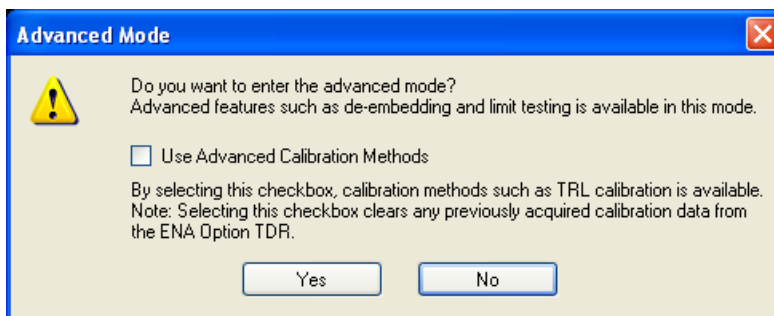 Advanced Mode
Do you want to enter the advanced mode?
Advanced features such as de-embedding and limit testing is available in this mode.
Use Advanced Calibration Methods
By selecting this checkbox, calibration methods such as TRL calibration is available.
Note: Selecting this checkbox clears any previously acquired calibration data from
the ENA Option TDR.
Yes
No